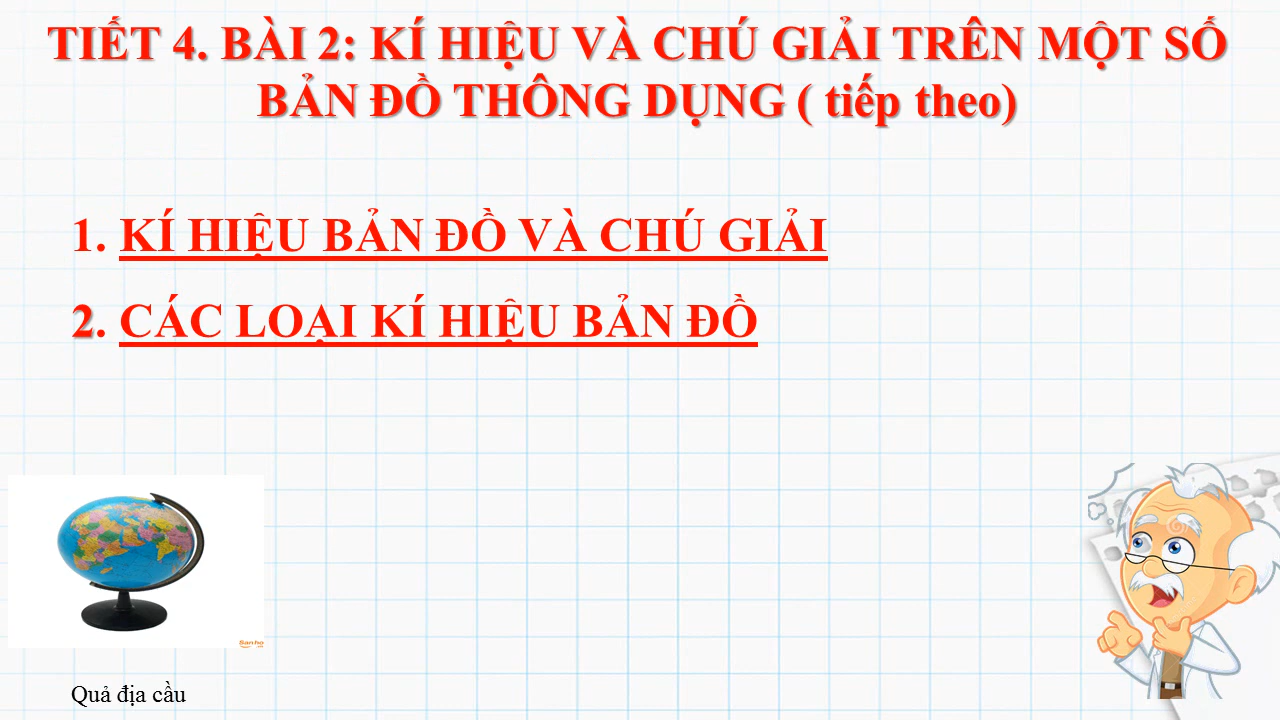 TIẾT 4. BÀI 2: KÍ HIỆU VÀ CHÚ GIẢI TRÊN MỘT SỐ
BẢN ĐỒ THÔNG DỤNG ( tiếp theo)
1. KÍ HIỆU BẢN ĐỒ VÀ CHÚ GIẢI
2. CÁC LOẠI KÍ HIỆU BẢN ĐỒ
Quả địa cầu